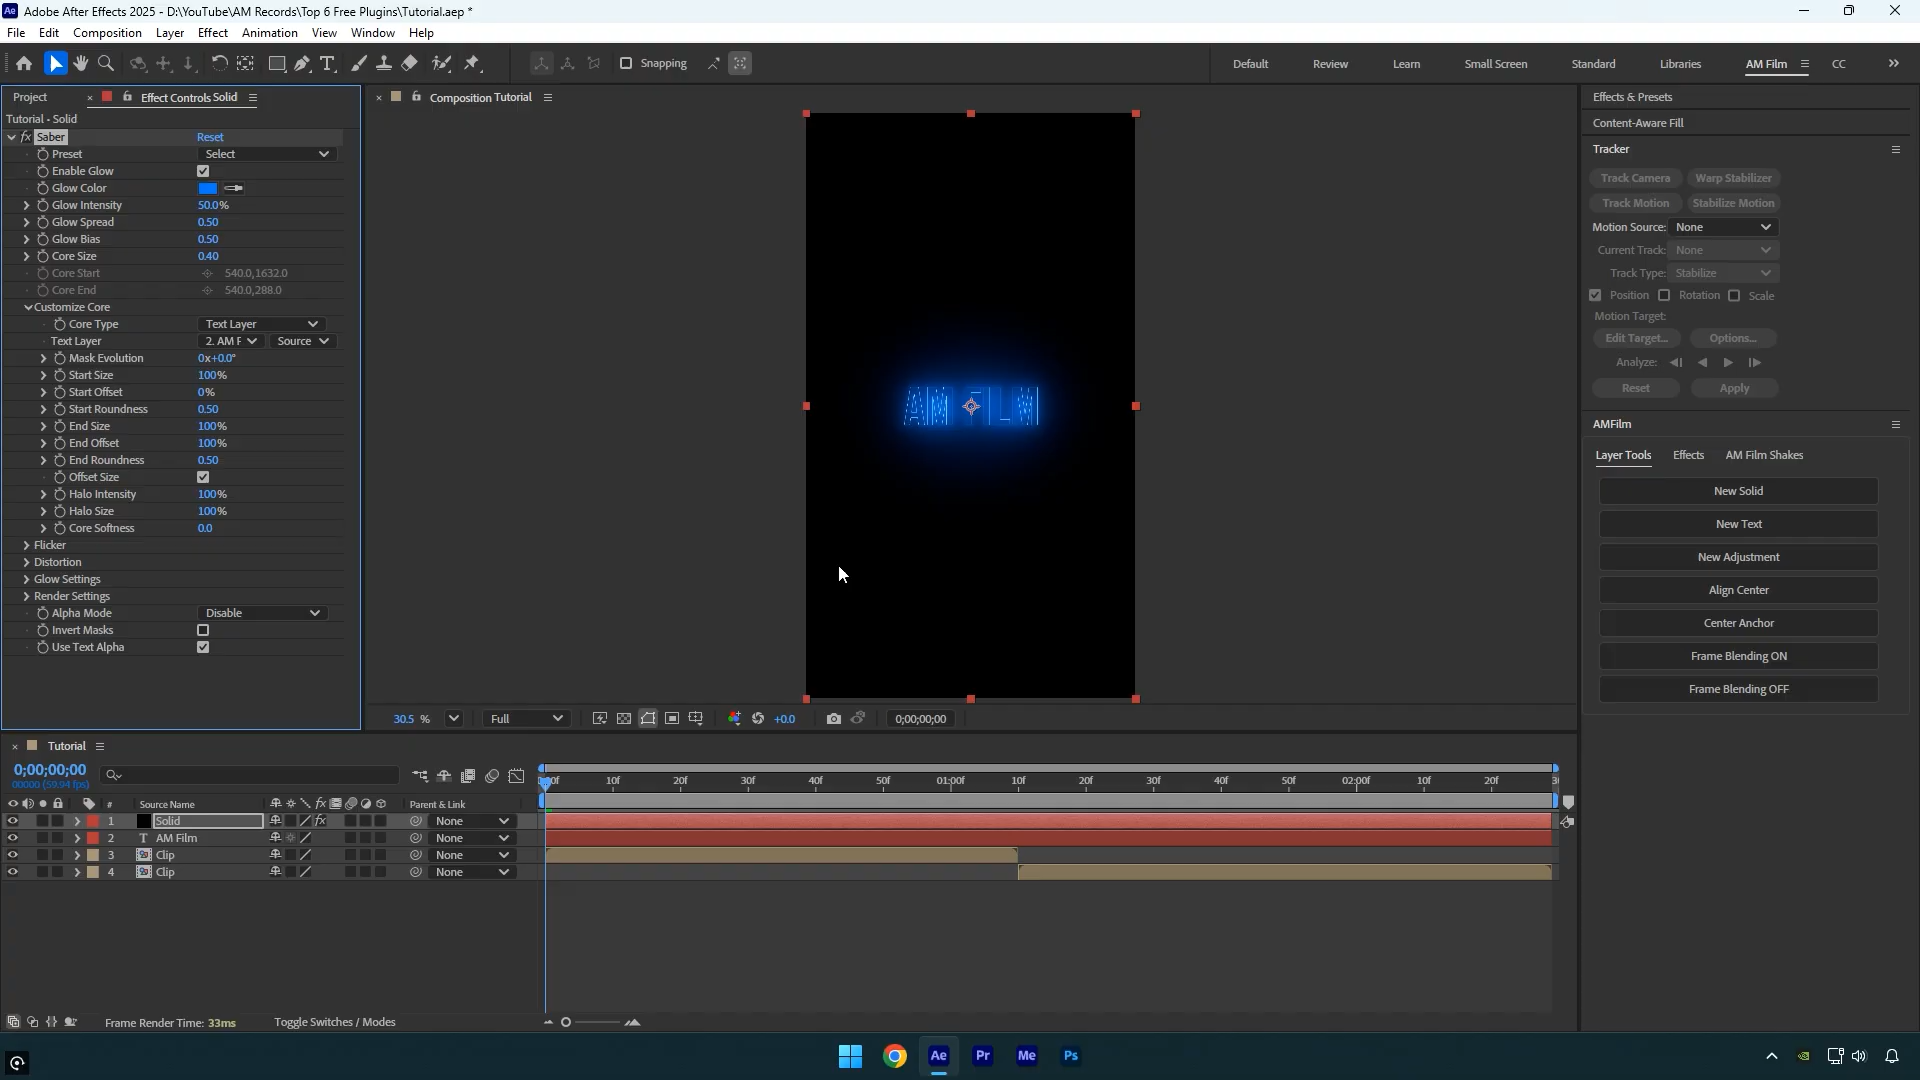 Adobe After Effects 2025 - D:\YouTube\AM Records\Top 6 Free Plugins\Tutorial.aep *
File Edit Composition Layer Effect Animation View Window Help
Snapping
Default Review Learn Small Screen Standard Libraries AM Film CC
Project Effect Controls Solid
Tutorial - Solid
fx Saber Reset
Preset Select
Enable Glow
Glow Color
Glow Intensity 50.0%
Glow Spread 0.50
Glow Bias 0.50
Core Size 0.40
Core Start 540.0,1632.0
Core End 540.0,288.0
Customize Core
Core Type Text Layer
Text Layer 2. AM F Source
Mask Evolution 0x+0.0°
Start Size 100%
Start Offset 0%
Start Roundness 0.50
End Size 100%
End Offset 100%
End Roundness 0.50
Offset Size
Halo Intensity 100%
Halo Size 100%
Core Softness 0.0
Flicker
Distortion
Glow Settings
Render Settings
Alpha Mode Disable
Invert Masks
Use Text Alpha
Composition Tutorial
AM FILM
30.5 % Full +0.0 0;00;00;00
Effects & Presets
Content-Aware Fill
Tracker
Track Camera Warp Stabilizer
Track Motion Stabilize Motion
Motion Source: None
Current Track: None
Track Type: Stabilize
Position Rotation Scale
Motion Target:
Edit Target... Options...
Analyze:
Reset Apply
AMFilm
Layer Tools Effects AM Film Shakes
New Solid
New Text
New Adjustment
Align Center
Center Anchor
Frame Blending ON
Frame Blending OFF
Tutorial
0;00;00;00
00000 (59.94 fps)
10f 20f 30f 40f 50f 01:00f 10f 20f 30f 40f 50f 02:00f 10f 20f
# Source Name fx Parent & Link
1 Solid fx None
2 T AM Film None
3 Clip None
4 Clip None
Frame Render Time: 33ms Toggle Switches / Modes
Ae Pr Me Ps